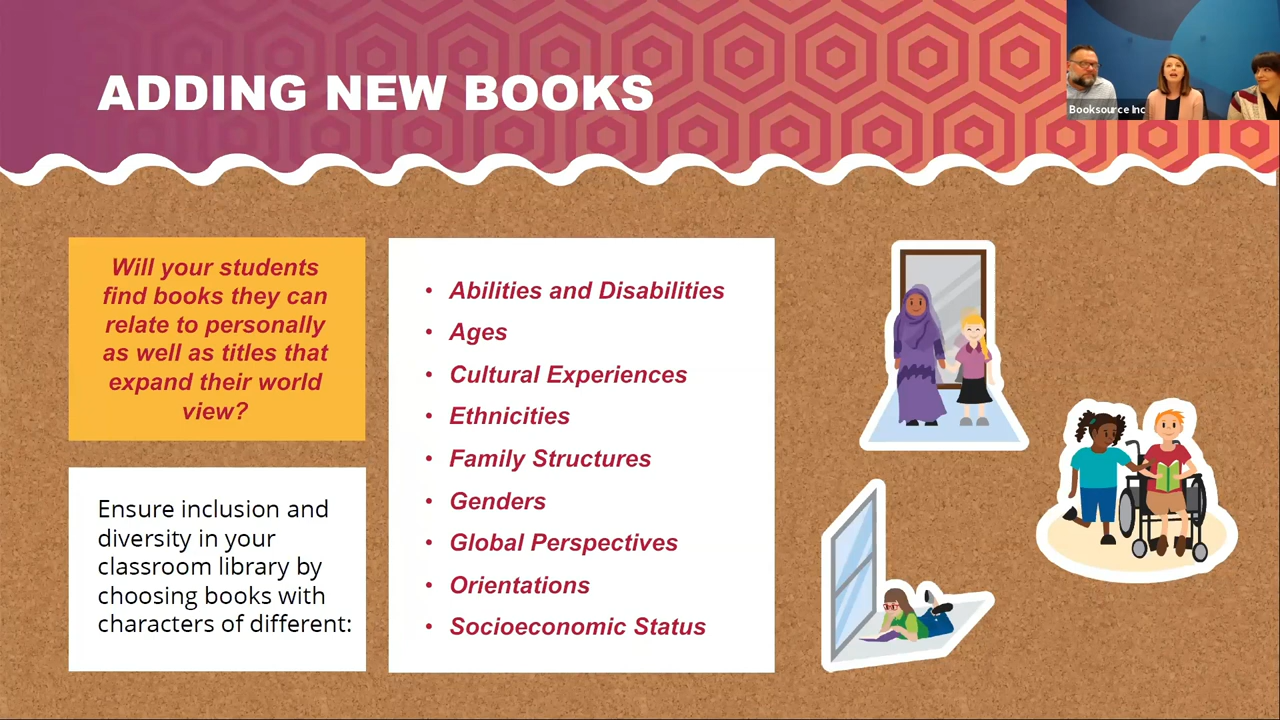 ADDING NEW BOOKS
Booksource Inc
Will your students
find books they can
relate to personally
as well as titles that
expand their world
view?
Ensure inclusion and
diversity in your
classroom library by
choosing books with
characters of different:
• Abilities and Disabilities
• Ages
• Cultural Experiences
• Ethnicities
• Family Structures
• Genders
• Global Perspectives
• Orientations
• Socioeconomic Status